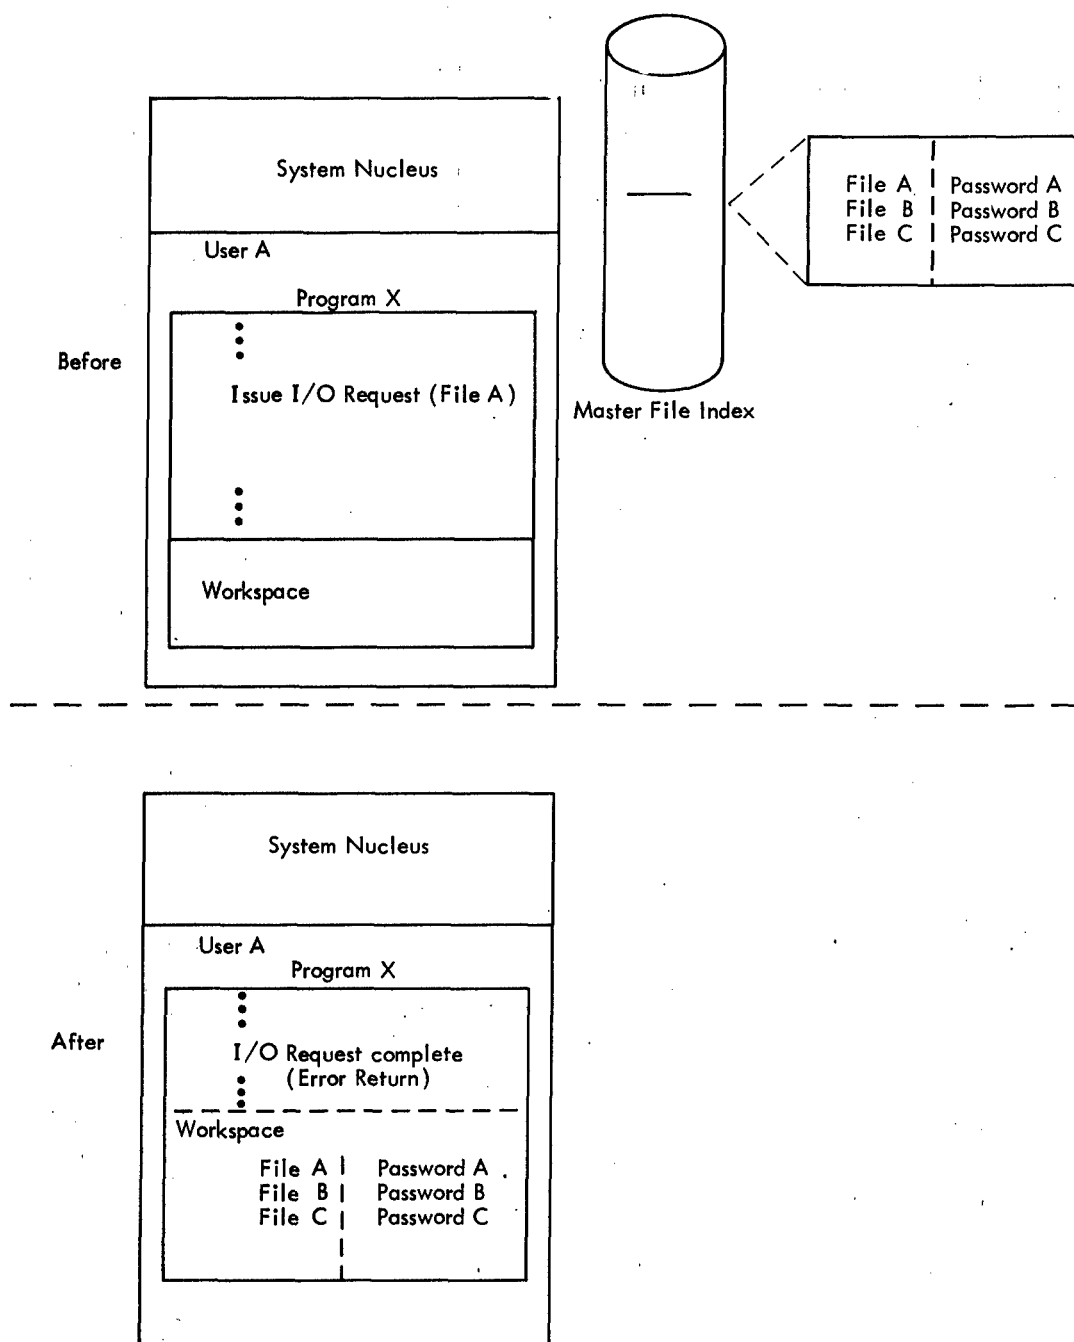 System Nucleus
User A
Program X
Before
Issue I/O Request (File A)
Workspace
Master File Index
File A Password A
File B Password B
File C Password C
System Nucleus
User A
Program X
After
I/O Request complete
(Error Return)
Workspace
File A Password A
File B Password B
File C Password C